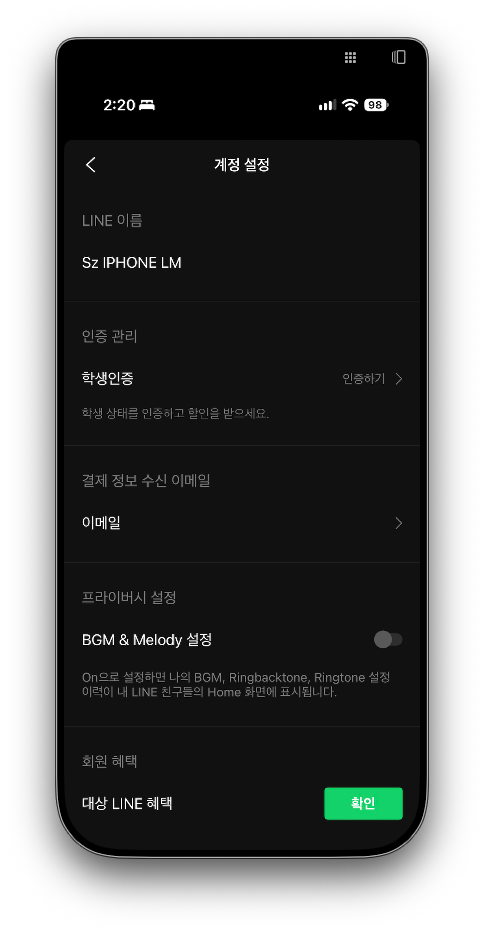 2:20
98
계정 설정
LINE 이름
Sz IPHONE LM
인증 관리
학생인증 인증하기
학생 상태를 인증하고 할인을 받으세요.
결제 정보 수신 이메일
이메일
프라이버시 설정
BGM & Melody 설정
On으로 설정하면 나의 BGM, Ringbacktone, Ringtone 설정
이력이 내 LINE 친구들의 Home 화면에 표시됩니다.
회원 혜택
대상 LINE 혜택 확인